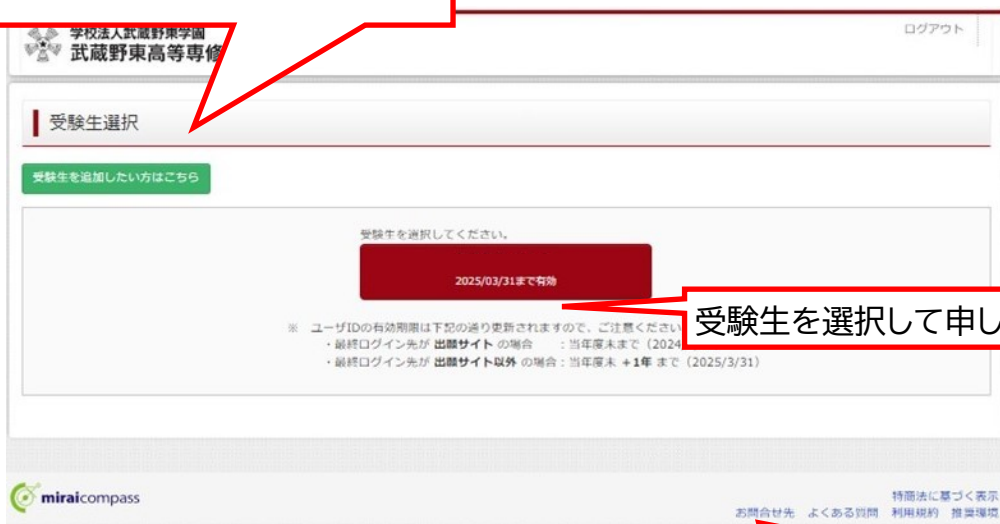 学校法人武蔵野東学園
武蔵野東高等専修
ログアウト
受験生選択
受験生を追加したい方はこちら
受験生を選択してください。
2025/03/31まで有効
※ ユーザIDの有効期限は下記の通り更新されますので、ご注意ください
・最終ログイン先が 出願サイト の場合 : 当年度末まで（2024
・最終ログイン先が 出願サイト以外 の場合 : 当年度末 +1年 まで（2025/3/31）
受験生を選択して申し
miraicompass
特商法に基づく表示
お問合せ先 よくある質問 利用規約 推奨環境